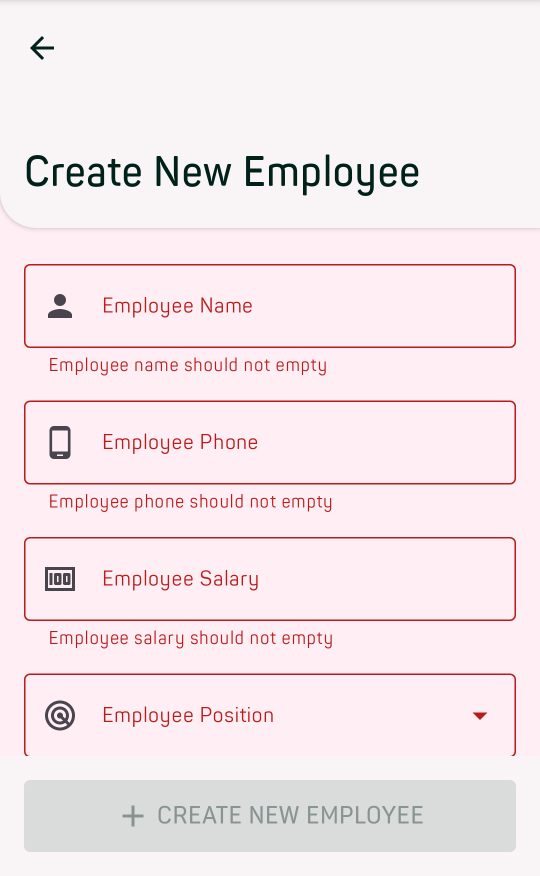 Create New Employee
Employee Name
Employee name should not empty
Employee Phone
Employee phone should not empty
100
Employee Salary
Employee salary should not empty
Employee Position
+ CREATE NEW EMPLOYEE